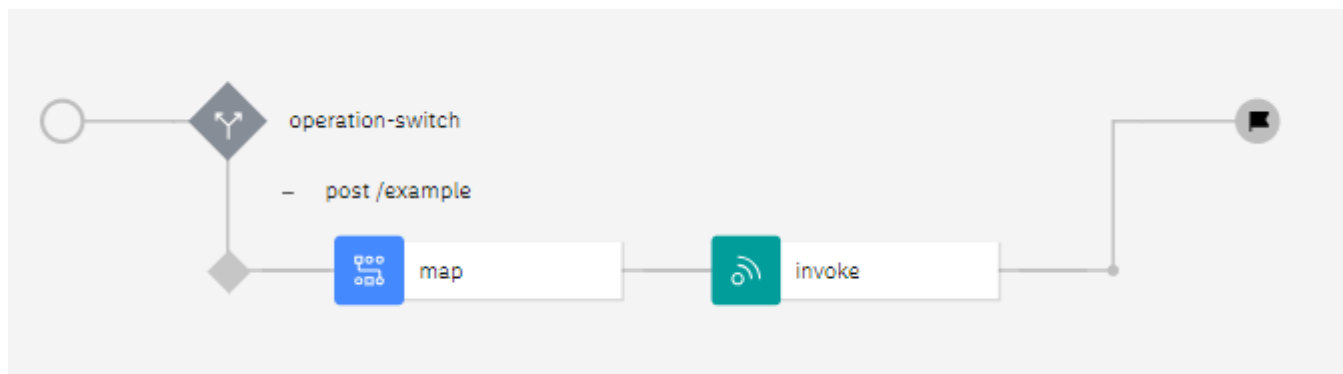 operation-switch
– post /example
map
invoke